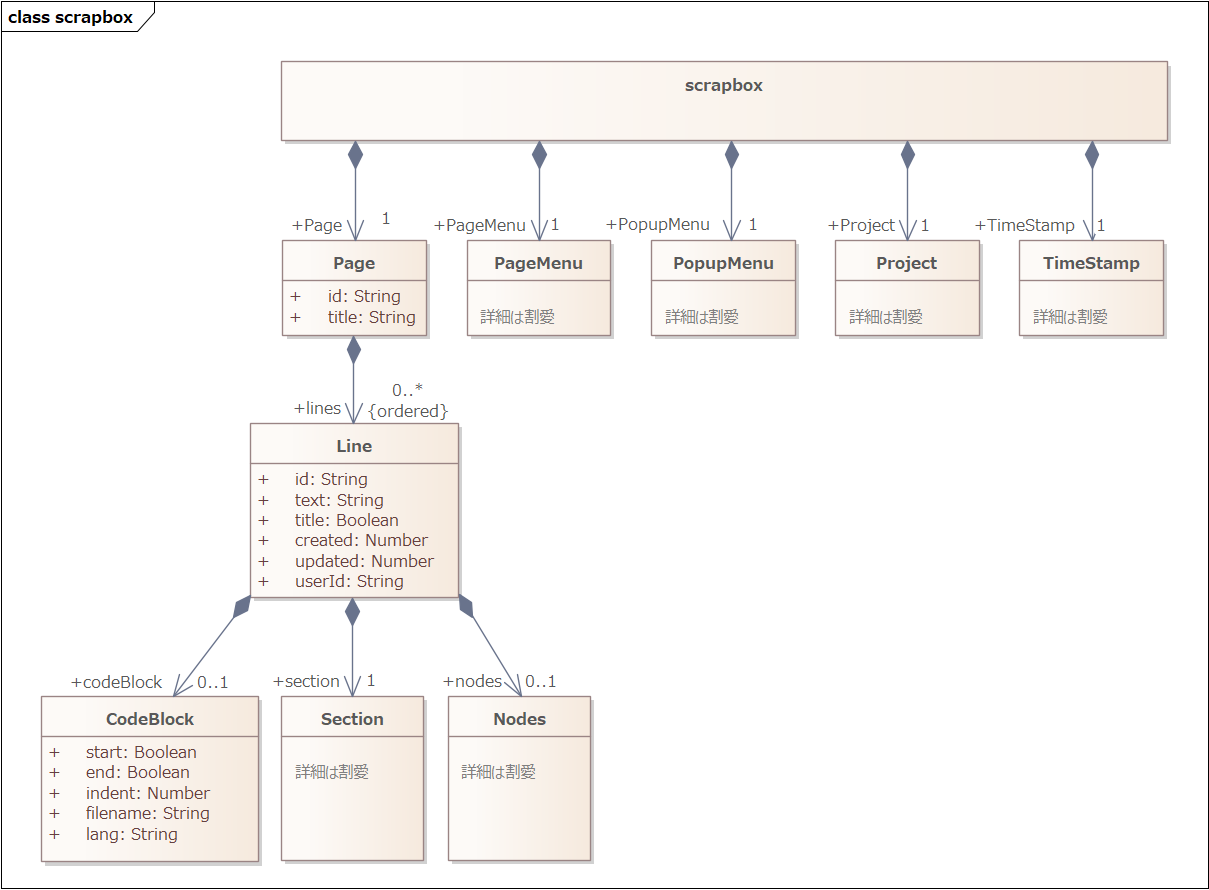 class scrapbox
scrapbox
+Page 1
+PageMenu 1
+PopupMenu 1
+Project 1
+TimeStamp 1
Page
+ id: String
+ title: String
PageMenu
詳細は割愛
PopupMenu
詳細は割愛
Project
詳細は割愛
TimeStamp
詳細は割愛
0..*
+lines {ordered}
Line
+ id: String
+ text: String
+ title: Boolean
+ created: Number
+ updated: Number
+ userId: String
+codeBlock 0..1
+section 1
+nodes 0..1
CodeBlock
+ start: Boolean
+ end: Boolean
+ indent: Number
+ filename: String
+ lang: String
Section
詳細は割愛
Nodes
詳細は割愛